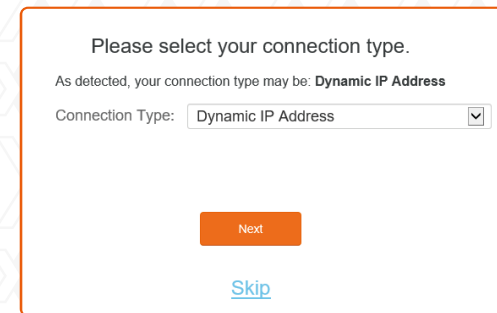 Please select your connection type.
As detected, your connection type may be: Dynamic IP Address
Connection Type: Dynamic IP Address
Next
Skip